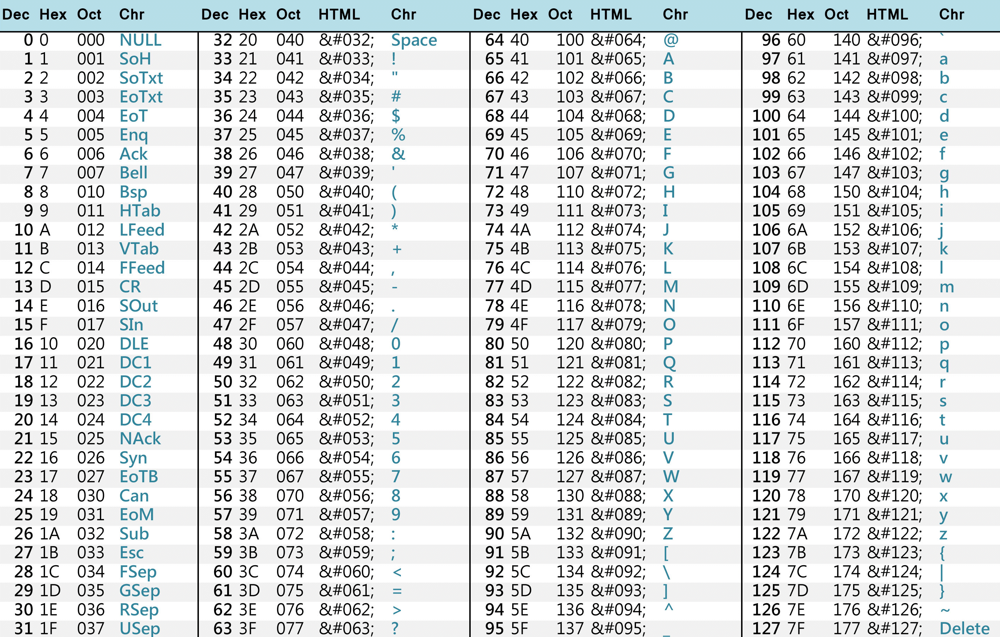 Dec Hex Oct Chr Dec Hex Oct HTML Chr Dec Hex Oct HTML Chr Dec Hex Oct HTML Chr
0 0 000 NULL 32 20 040 &#032; Space 64 40 100 &#064; @ 96 60 140 &#096; `
1 1 001 SoH 33 21 041 &#033; ! 65 41 101 &#065; A 97 61 141 &#097; a
2 2 002 SoTxt 34 22 042 &#034; " 66 42 102 &#066; B 98 62 142 &#098; b
3 3 003 EoTxt 35 23 043 &#035; # 67 43 103 &#067; C 99 63 143 &#099; c
4 4 004 EoT 36 24 044 &#036; $ 68 44 104 &#068; D 100 64 144 &#100; d
5 5 005 Enq 37 25 045 &#037; % 69 45 105 &#069; E 101 65 145 &#101; e
6 6 006 Ack 38 26 046 &#038; & 70 46 106 &#070; F 102 66 146 &#102; f
7 7 007 Bell 39 27 047 &#039; ' 71 47 107 &#071; G 103 67 147 &#103; g
8 8 010 Bsp 40 28 050 &#040; ( 72 48 110 &#072; H 104 68 150 &#104; h
9 9 011 HTab 41 29 051 &#041; ) 73 49 111 &#073; I 105 69 151 &#105; i
10 A 012 LFeed 42 2A 052 &#042; * 74 4A 112 &#074; J 106 6A 152 &#106; j
11 B 013 VTab 43 2B 053 &#043; + 75 4B 113 &#075; K 107 6B 153 &#107; k
12 C 014 FFeed 44 2C 054 &#044; , 76 4C 114 &#076; L 108 6C 154 &#108; l
13 D 015 CR 45 2D 055 &#045; - 77 4D 115 &#077; M 109 6D 155 &#109; m
14 E 016 SOut 46 2E 056 &#046; . 78 4E 116 &#078; N 110 6E 156 &#110; n
15 F 017 SIn 47 2F 057 &#047; / 79 4F 117 &#079; O 111 6F 157 &#111; o
16 10 020 DLE 48 30 060 &#048; 0 80 50 120 &#080; P 112 70 160 &#112; p
17 11 021 DC1 49 31 061 &#049; 1 81 51 121 &#081; Q 113 71 161 &#113; q
18 12 022 DC2 50 32 062 &#050; 2 82 52 122 &#082; R 114 72 162 &#114; r
19 13 023 DC3 51 33 063 &#051; 3 83 53 123 &#083; S 115 73 163 &#115; s
20 14 024 DC4 52 34 064 &#052; 4 84 54 124 &#084; T 116 74 164 &#116; t
21 15 025 NAck 53 35 065 &#053; 5 85 55 125 &#085; U 117 75 165 &#117; u
22 16 026 Syn 54 36 066 &#054; 6 86 56 126 &#086; V 118 76 166 &#118; v
23 17 027 EoTB 55 37 067 &#055; 7 87 57 127 &#087; W 119 77 167 &#119; w
24 18 030 Can 56 38 070 &#056; 8 88 58 130 &#088; X 120 78 170 &#120; x
25 19 031 EoM 57 39 071 &#057; 9 89 59 131 &#089; Y 121 79 171 &#121; y
26 1A 032 Sub 58 3A 072 &#058; : 90 5A 132 &#090; Z 122 7A 172 &#122; z
27 1B 033 Esc 59 3B 073 &#059; ; 91 5B 133 &#091; [ 123 7B 173 &#123; {
28 1C 034 FSep 60 3C 074 &#060; < 92 5C 134 &#092; \ 124 7C 174 &#124; |
29 1D 035 GSep 61 3D 075 &#061; = 93 5D 135 &#093; ] 125 7D 175 &#125; }
30 1E 036 RSep 62 3E 076 &#062; > 94 5E 136 &#094; ^ 126 7E 176 &#126; ~
31 1F 037 USep 63 3F 077 &#063; ? 95 5F 137 &#095; _ 127 7F 177 &#127; Delete